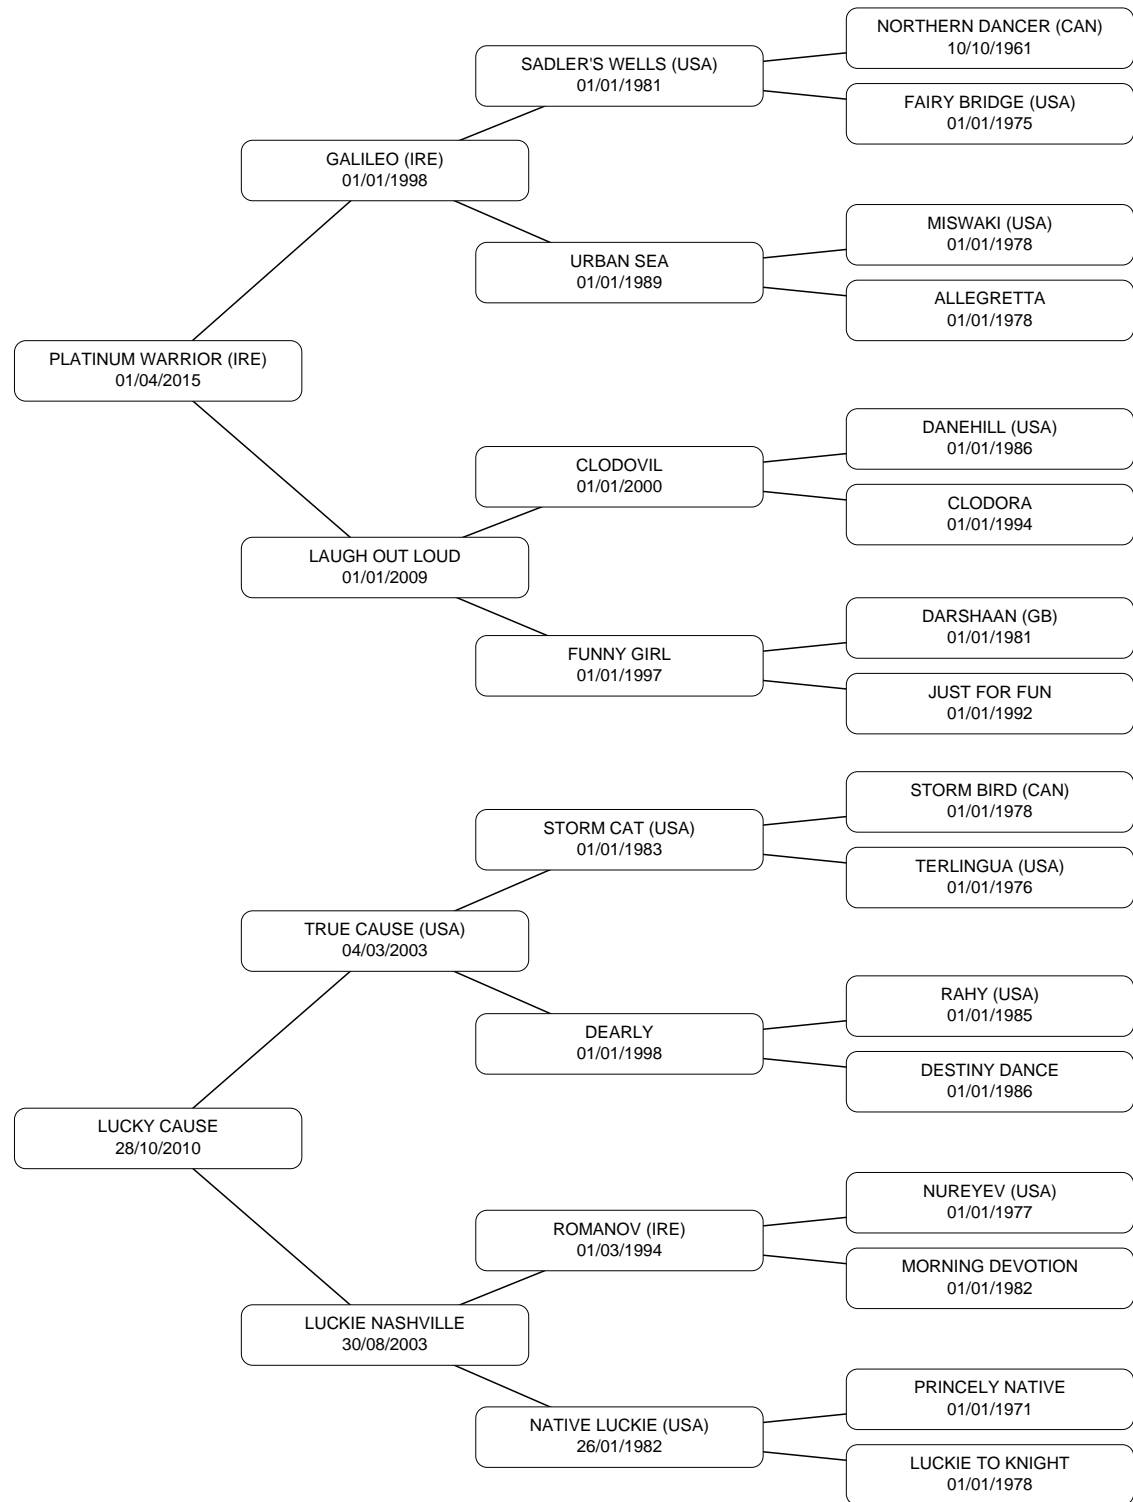 NORTHERN DANCER (CAN)
10/10/1961
SADLER'S WELLS (USA)
01/01/1981
FAIRY BRIDGE (USA)
01/01/1975
GALILEO (IRE)
01/01/1998
MISWAKI (USA)
01/01/1978
URBAN SEA
01/01/1989
ALLEGRETTA
01/01/1978
PLATINUM WARRIOR (IRE)
01/04/2015
DANEHILL (USA)
01/01/1986
CLODOVIL
01/01/2000
CLODORA
01/01/1994
LAUGH OUT LOUD
01/01/2009
DARSHAAN (GB)
01/01/1981
FUNNY GIRL
01/01/1997
JUST FOR FUN
01/01/1992
STORM BIRD (CAN)
01/01/1978
STORM CAT (USA)
01/01/1983
TERLINGUA (USA)
01/01/1976
TRUE CAUSE (USA)
04/03/2003
RAHY (USA)
01/01/1985
DEARLY
01/01/1998
DESTINY DANCE
01/01/1986
LUCKY CAUSE
28/10/2010
NUREYEV (USA)
01/01/1977
ROMANOV (IRE)
01/03/1994
MORNING DEVOTION
01/01/1982
LUCKIE NASHVILLE
30/08/2003
PRINCELY NATIVE
01/01/1971
NATIVE LUCKIE (USA)
26/01/1982
LUCKIE TO KNIGHT
01/01/1978